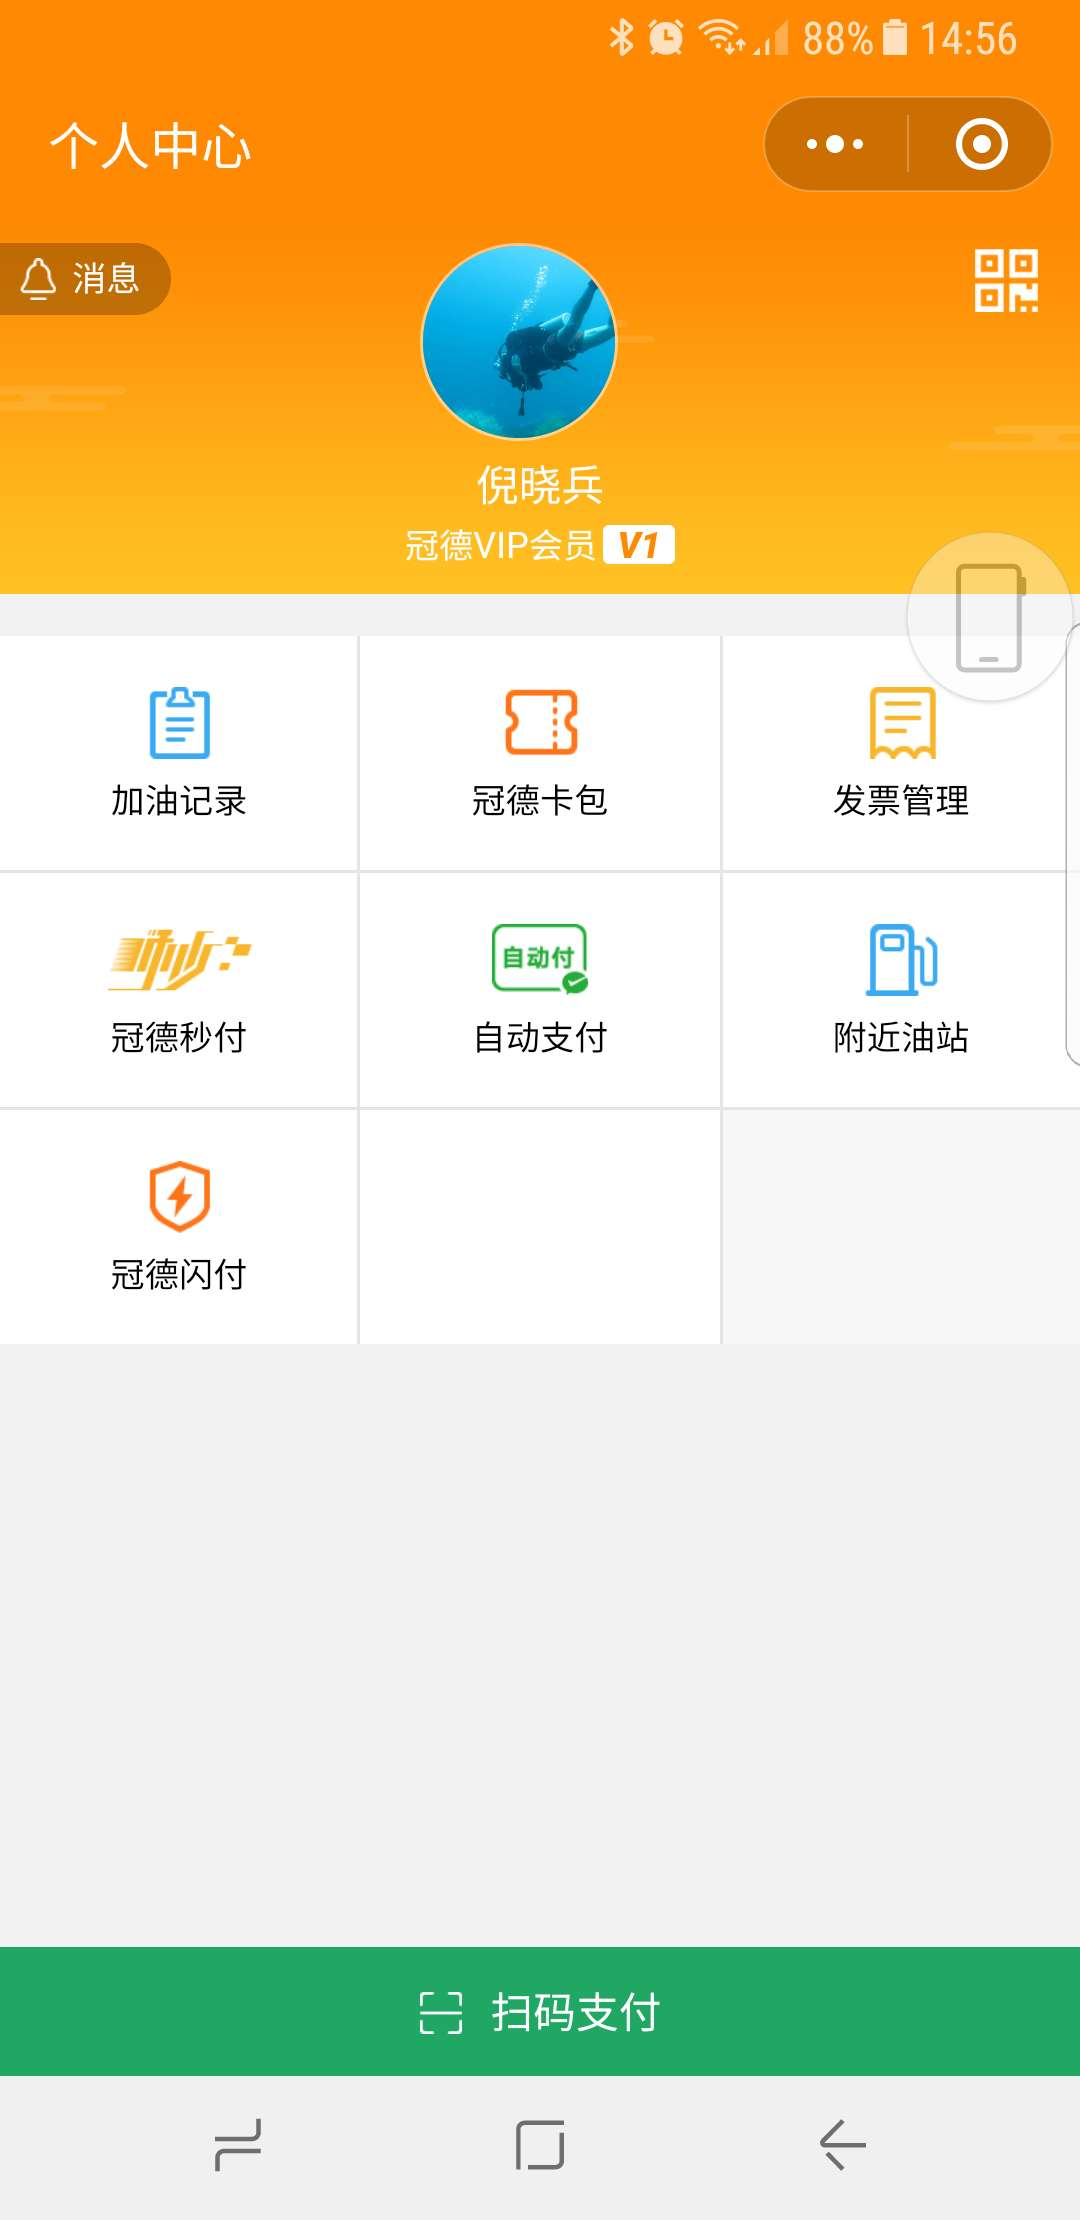 88% 14:56
个人中心
消息
倪晓兵
冠德VIP会员 V1
加油记录 冠德卡包 发票管理
秒 自动付
冠德秒付 自动支付 附近油站
冠德闪付
扫码支付